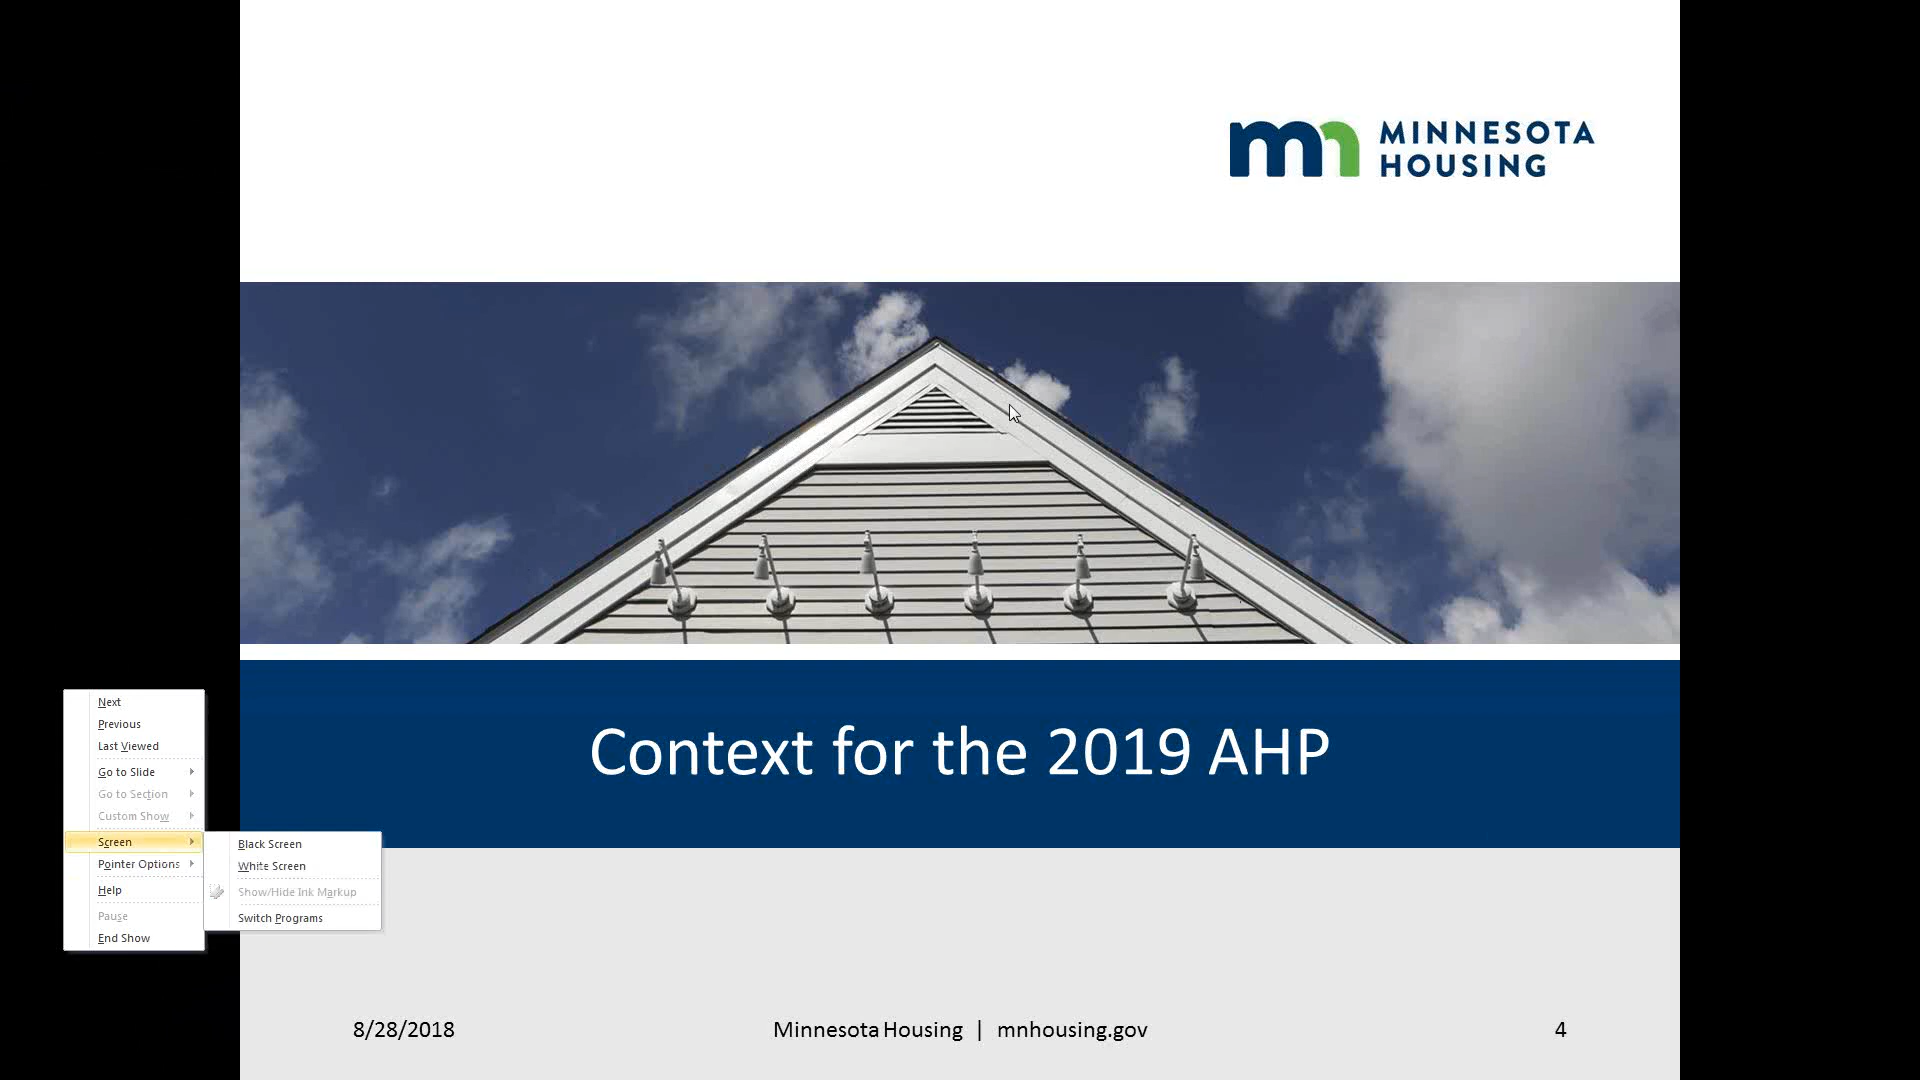 MINNESOTA
HOUSING
Context for the 2019 AHP
Next
Previous
Last Viewed
Go to Slide
Go to Section
Custom Show
Screen
Pointer Options
Help
Pause
End Show
Black Screen
White Screen
Show/Hide Ink Markup
Switch Programs
8/28/2018
Minnesota Housing | mnhousing.gov
4